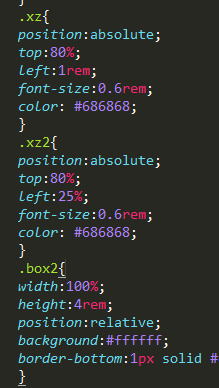 .xz{
position:absolute;
top:80%;
left:1rem;
font-size:0.6rem;
color: #686868;
}
.xz2{
position:absolute;
top:80%;
left:25%;
font-size:0.6rem;
color: #686868;
}
.box2{
width:100%;
height:4rem;
position:relative;
background:#ffffff;
border-bottom:1px solid #
}